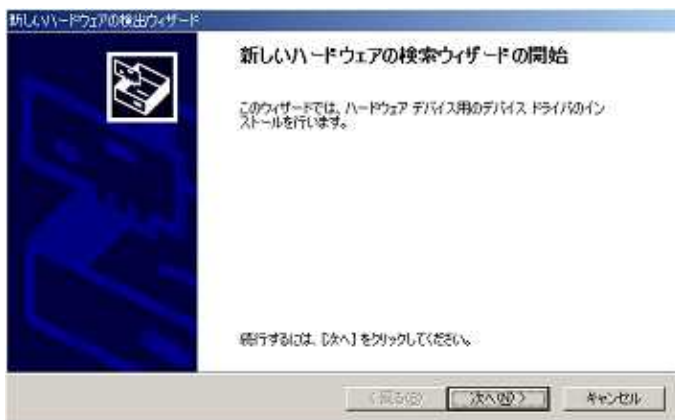 新しいハードウェアの検出ウィザード
新しいハードウェアの検索ウィザードの開始
このウィザードでは、ハードウェア デバイス用のデバイス ドライバのイン
ストールを行います。
続行するには、[次へ] をクリックしてください。
< 戻る(B)
次へ(N) >
キャンセル